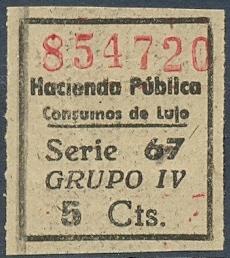 854720
Hacienda Pública
Consumos de Lujo
Serie 67
GRUPO IV
5 Cts.